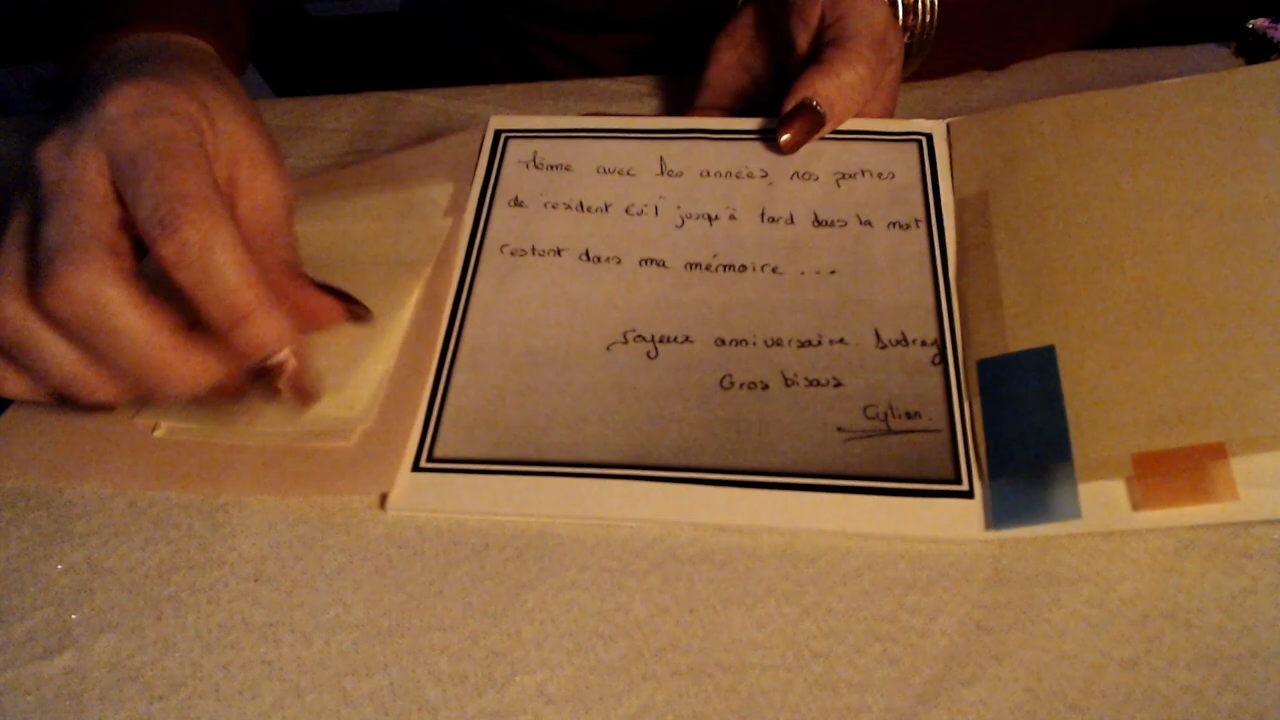 Même avec les années, nos parties
de "resident Evil" jusqu'à tard dans la nuit
restent dans ma mémoire ...
Joyeux anniversaire Audrey
Gros bisous
Cylian.